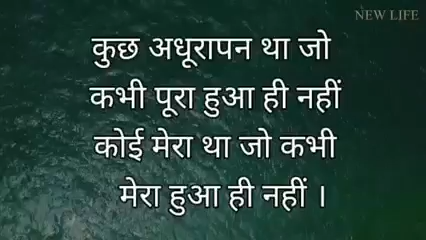 NEW LIFE
कुछ अधूरापन था जो
कभी पूरा हुआ ही नहीं
कोई मेरा था जो कभी
मेरा हुआ ही नहीं ।